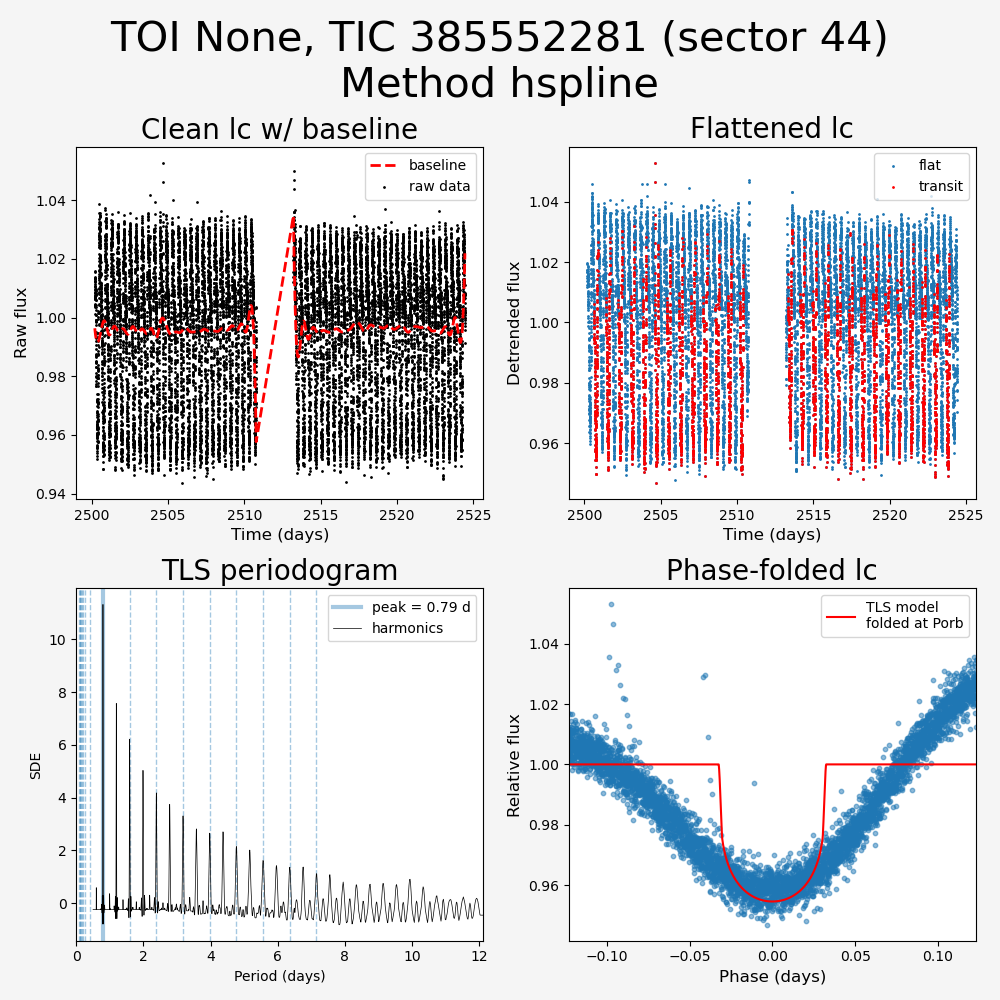 TOI None, TIC 385552281 (sector 44)
Method hspline
Clean lc w/ baseline
baseline
raw data
Raw flux
1.04
1.02
1.00
0.98
0.96
0.94
2500
2505
2510
2515
2520
2525
Time (days)
Flattened lc
flat
transit
Detrended flux
1.04
1.02
1.00
0.98
0.96
2500
2505
2510
2515
2520
2525
Time (days)
TLS periodogram
peak = 0.79 d
harmonics
SDE
10
8
6
4
2
0
0
2
4
6
8
10
12
Period (days)
Phase-folded lc
TLS model
folded at Porb
Relative flux
1.04
1.02
1.00
0.98
0.96
−0.10
−0.05
0.00
0.05
0.10
Phase (days)